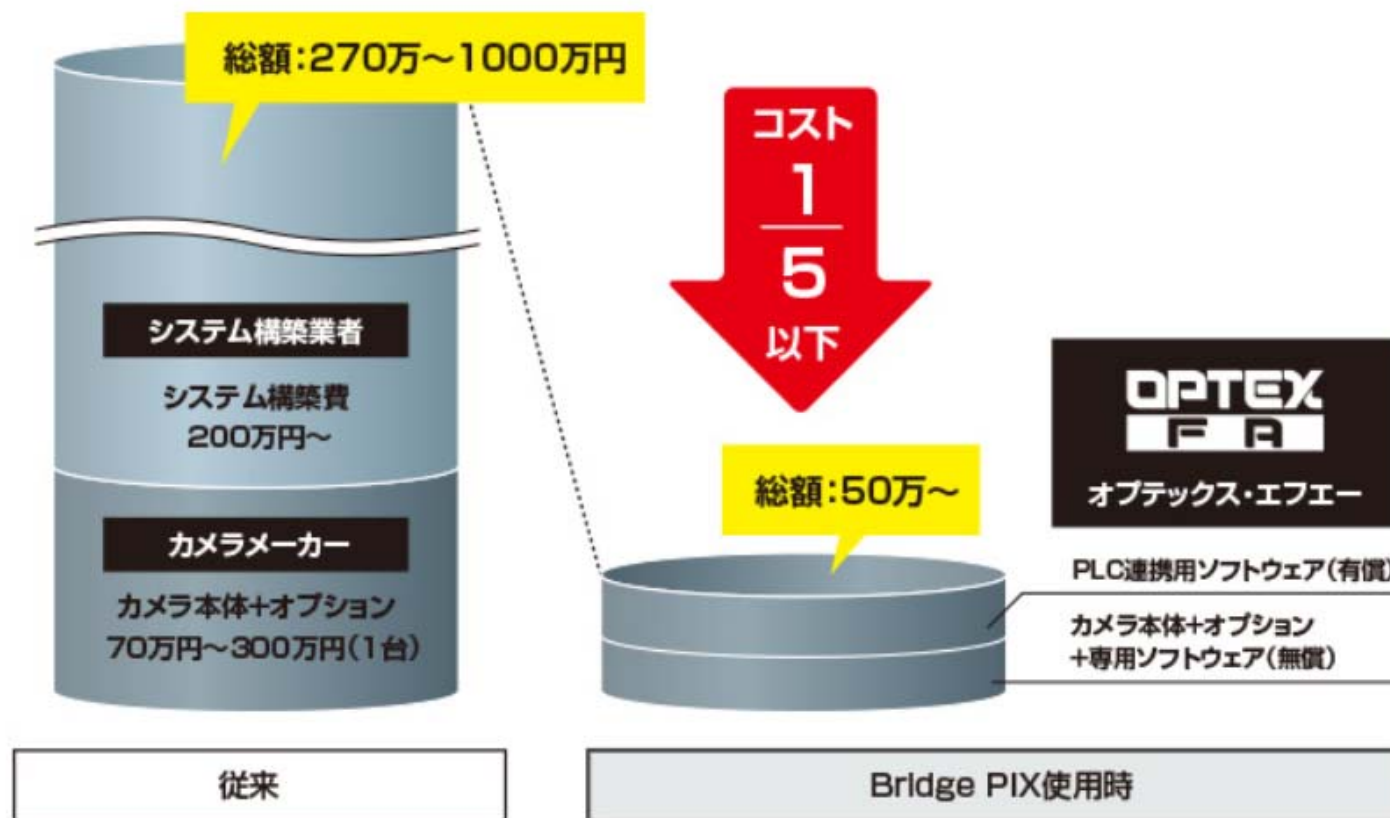 総額:270万〜1000万円
システム構築業者
システム構築費
200万円〜
カメラメーカー
カメラ本体+オプション
70万円〜300万円(1台)
従来
コスト
1
5
以下
総額:50万〜
OPTEX
FA
オプテックス・エフエー
PLC連携用ソフトウェア(有償)
カメラ本体+オプション
+専用ソフトウェア(無償)
Bridge PIX使用時